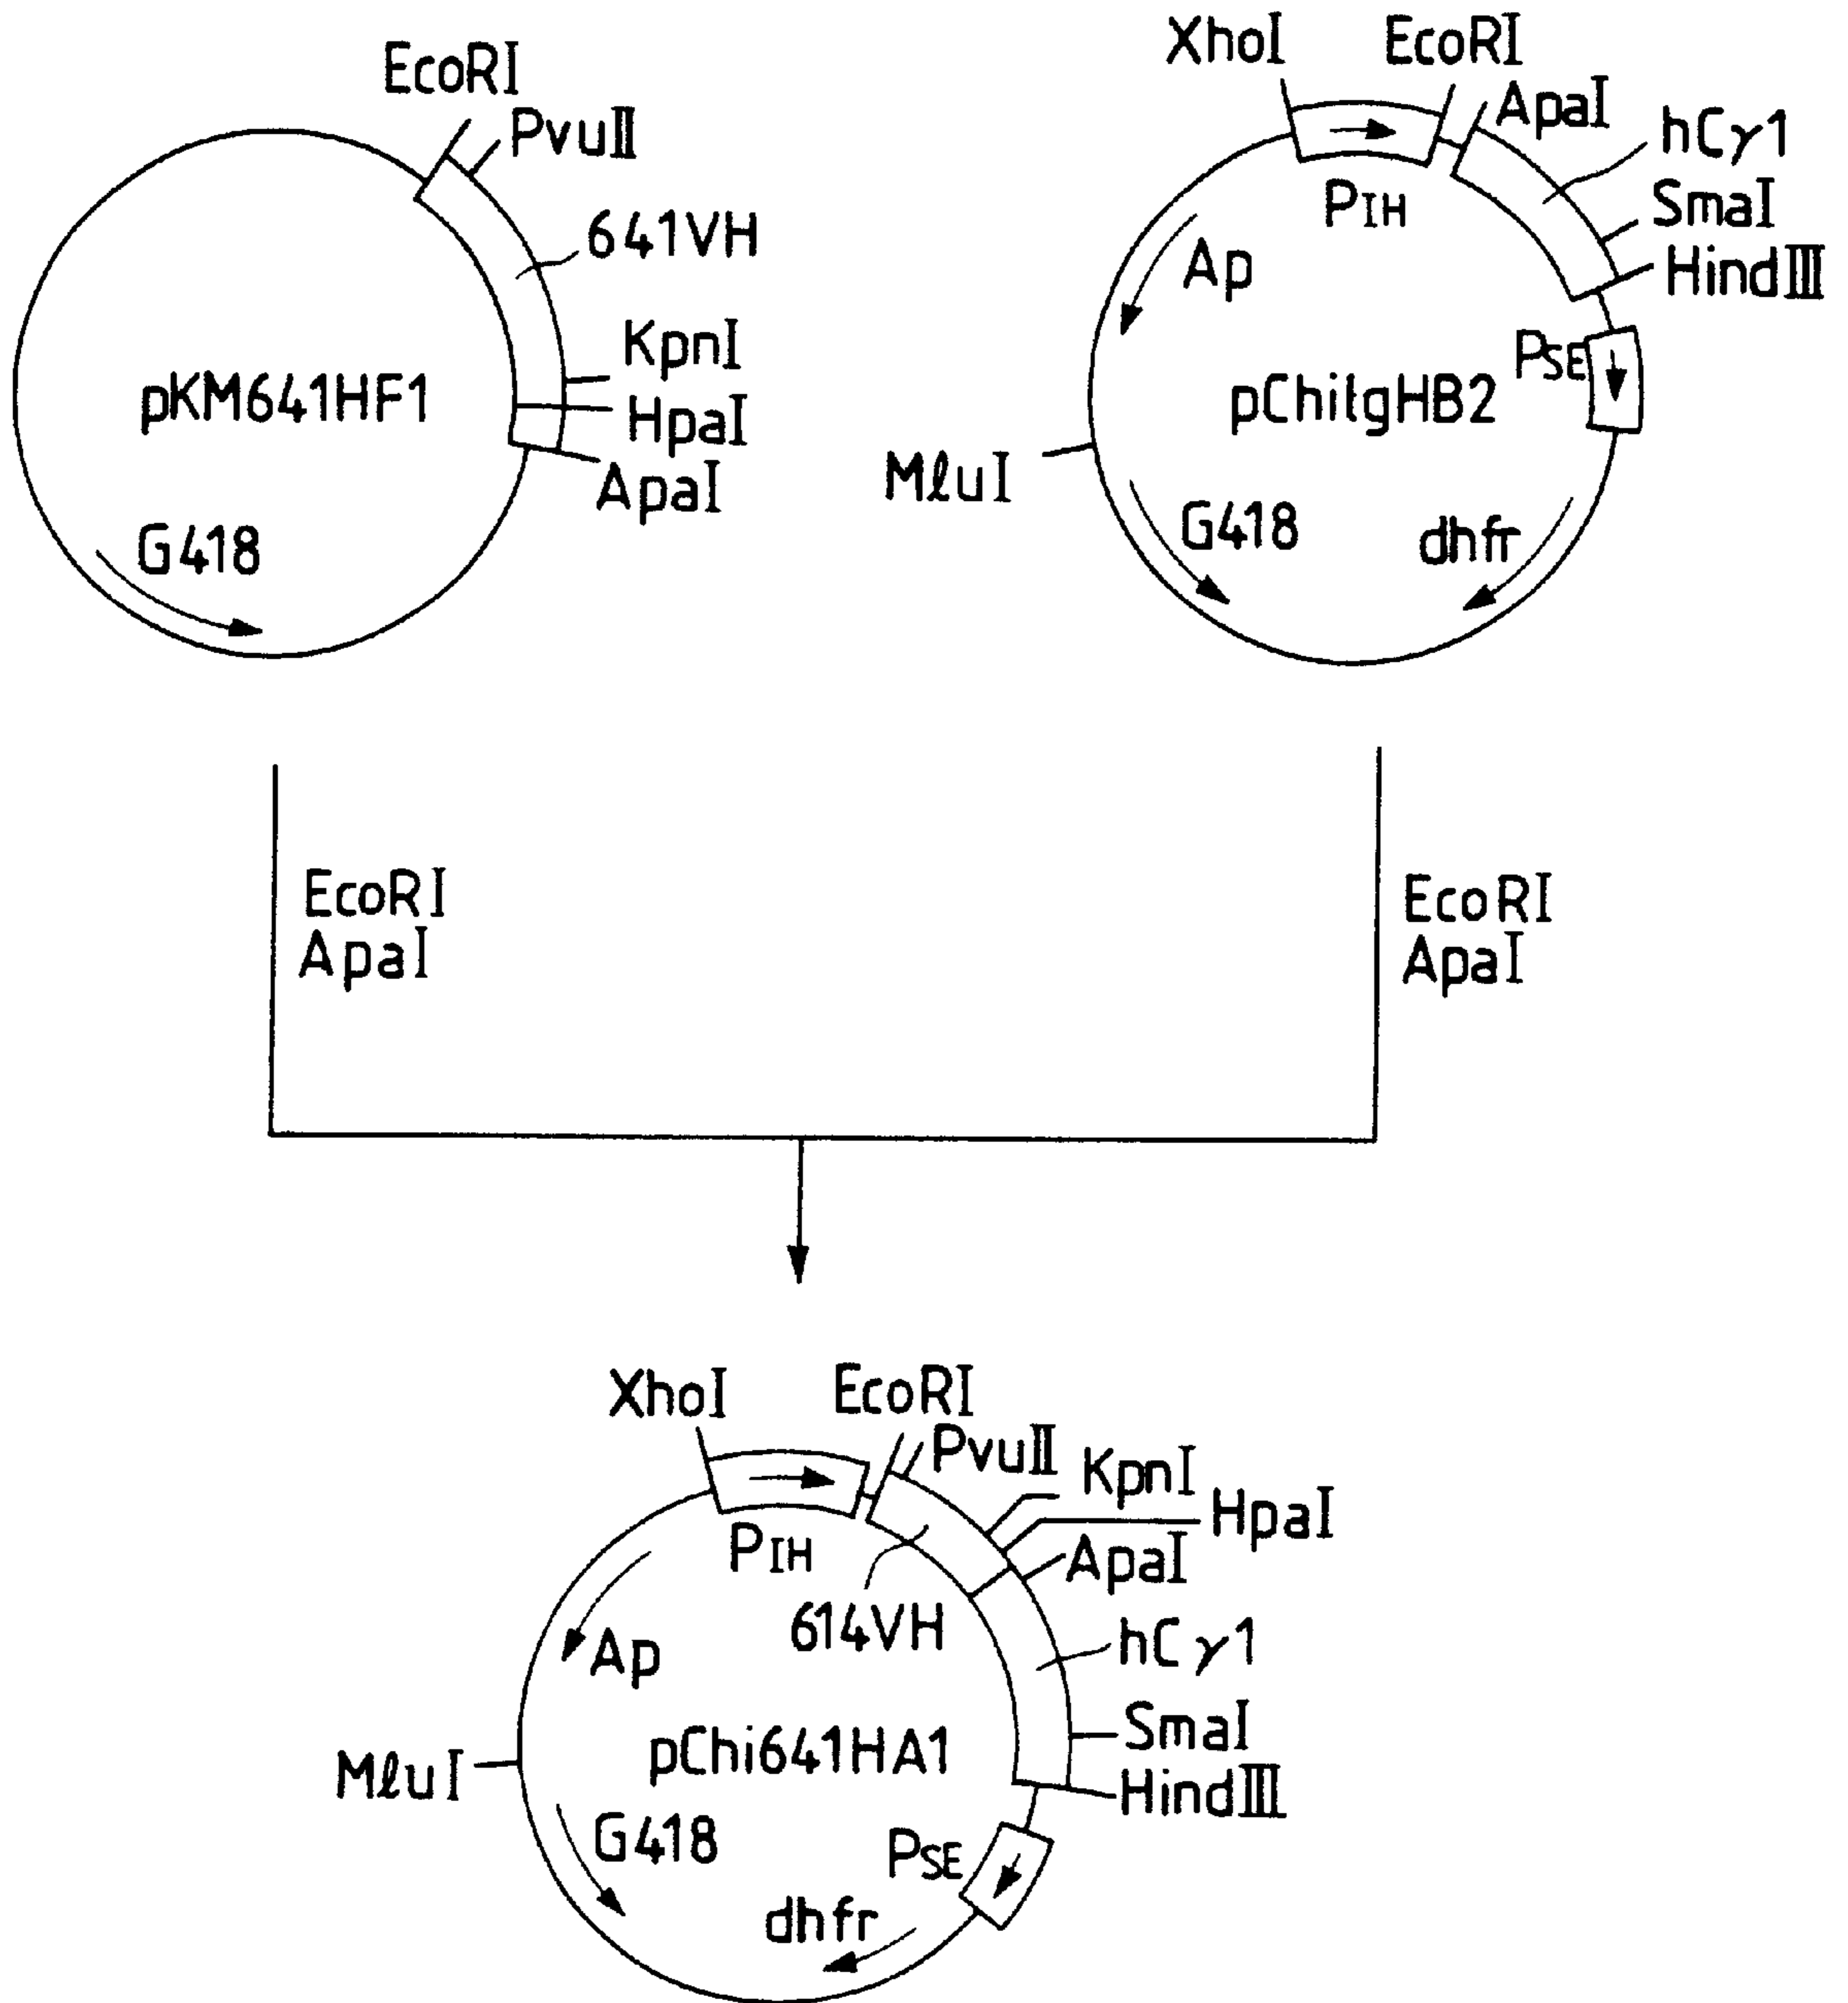 EcoRI
PvuII
641VH
KpnI
HpaI
ApaI
pKM641HF1
G418
XhoI
EcoRI
ApaI
hCγ1
SmaI
HindIII
PIH
Ap
PSE
pChiIgHB2
MluI
G418
dhfr
EcoRI
ApaI
EcoRI
ApaI
XhoI
EcoRI
PvuII
KpnI
HpaI
ApaI
PIH
614VH
hCγ1
Ap
SmaI
pChi641HA1
MluI
HindIII
G418
PSE
dhfr